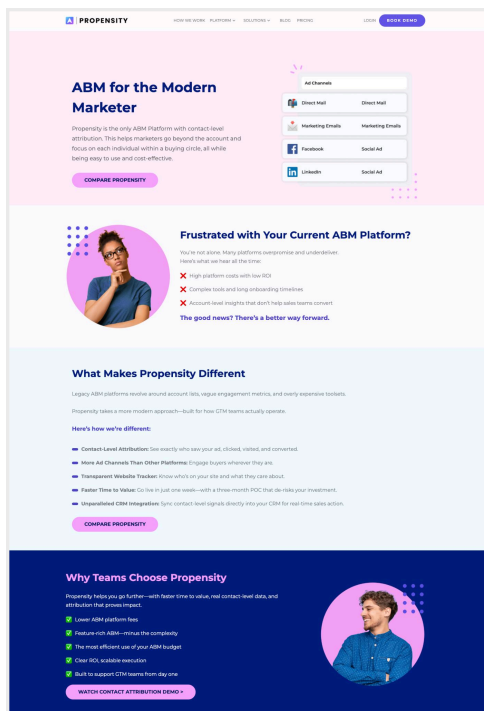 PROPENSITY
HOW WE WORK PLATFORM SOLUTIONS BLOG PRICING
LOGIN BOOK DEMO
ABM for the Modern
Marketer
Propensity is the only ABM Platform with contact-level
attribution. This helps marketers go beyond the account and
focus on each individual within a buying circle, all while
being easy to use and cost-effective.
COMPARE PROPENSITY
Ad Channels
Direct Mail Direct Mail
Marketing Emails Marketing Emails
Facebook Social Ad
LinkedIn Social Ad
Frustrated with Your Current ABM Platform?
You're not alone. Many platforms overpromise and underdeliver.
Here's what we hear all the time:
High platform costs with low ROI
Complex tools and long onboarding timelines
Account-level insights that don't help sales teams convert
The good news? There's a better way forward.
What Makes Propensity Different
Legacy ABM platforms revolve around account lists, vague engagement metrics, and overly expensive toolsets.
Propensity takes a more modern approach—built for how GTM teams actually operate.
Here's how we're different:
Contact-Level Attribution: See exactly who saw your ad, clicked, visited, and converted.
More Ad Channels Than Other Platforms: Engage buyers wherever they are.
Transparent Website Tracker: Know who's on your site and what they care about.
Faster Time to Value: Go live in just one week—with a three-month POC that de-risks your investment.
Unparalleled CRM Integration: Sync contact-level signals directly into your CRM for real-time sales action.
COMPARE PROPENSITY
Why Teams Choose Propensity
Propensity helps you go further—with faster time to value, real contact-level data, and
attribution that proves impact.
Lower ABM platform fees
Feature-rich ABM—minus the complexity
The most efficient use of your ABM budget
Clear ROI, scalable execution
Built to support GTM teams from day one
WATCH CONTACT ATTRIBUTION DEMO »